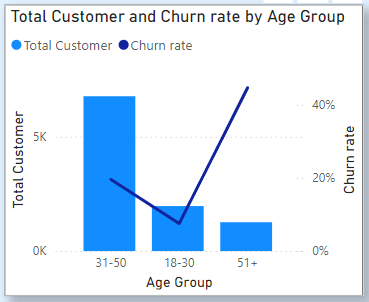 Total Customer and Churn rate by Age Group
Total Customer Churn rate
Total Customer
5K
0K
40%
20%
0%
Churn rate
31-50 18-30 51+
Age Group